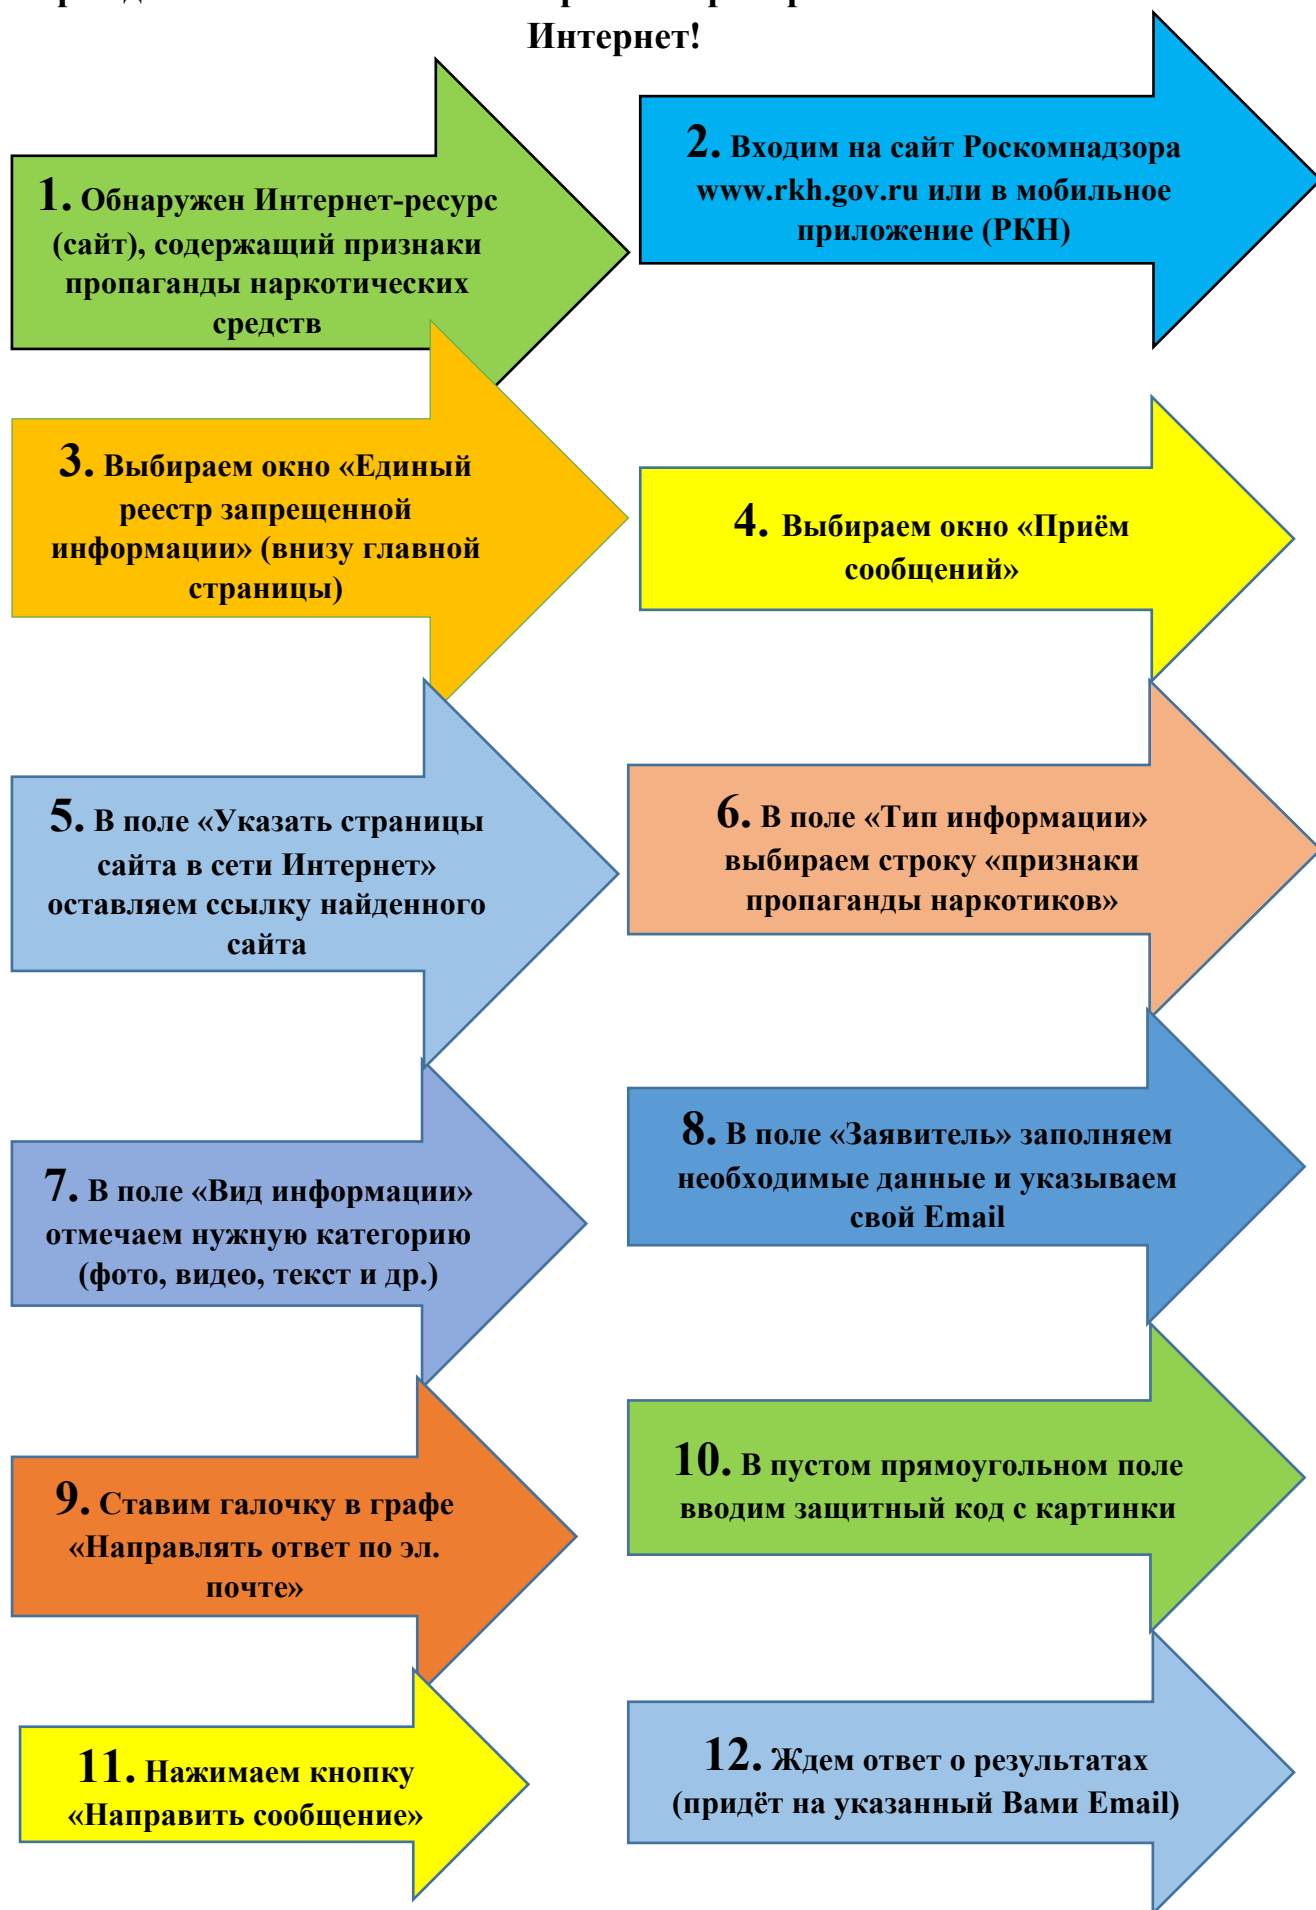 Интернет!
1. Обнаружен Интернет-ресурс
(сайт), содержащий признаки
пропаганды наркотических
средств
2. Входим на сайт Роскомнадзора
www.rkh.gov.ru или в мобильное
приложение (РКН)
3. Выбираем окно «Единый
реестр запрещенной
информации» (внизу главной
страницы)
4. Выбираем окно «Приём
сообщений»
5. В поле «Указать страницы
сайта в сети Интернет»
оставляем ссылку найденного
сайта
6. В поле «Тип информации»
выбираем строку «признаки
пропаганды наркотиков»
7. В поле «Вид информации»
отмечаем нужную категорию
(фото, видео, текст и др.)
8. В поле «Заявитель» заполняем
необходимые данные и указываем
свой Email
9. Ставим галочку в графе
«Направлять ответ по эл.
почте»
10. В пустом прямоугольном поле
вводим защитный код с картинки
11. Нажимаем кнопку
«Направить сообщение»
12. Ждем ответ о результатах
(придёт на указанный Вами Email)